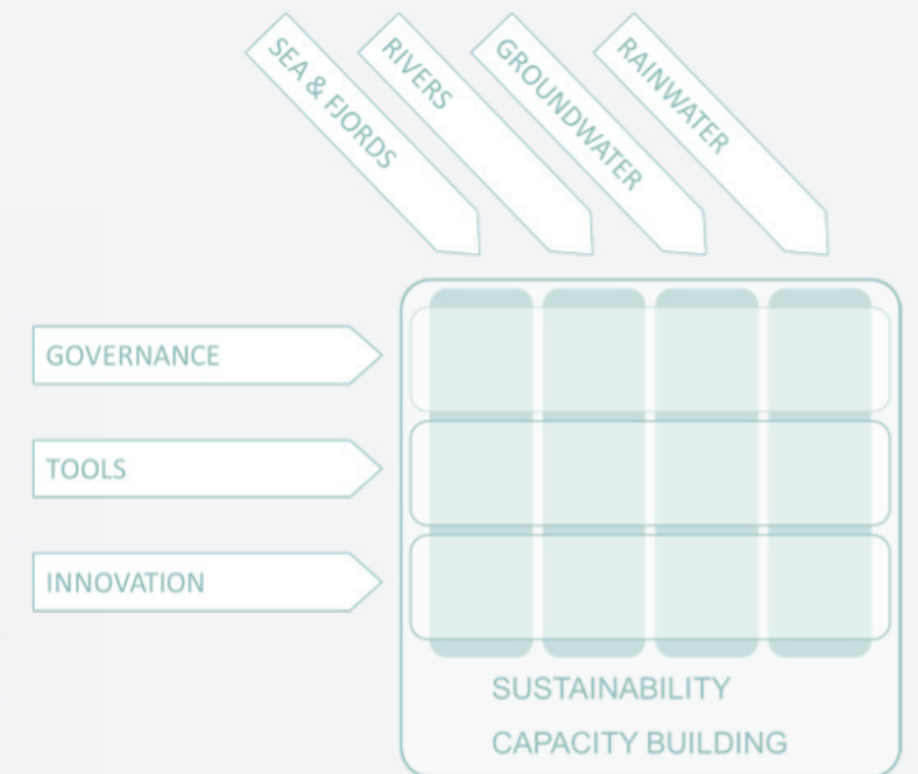 SEA & FJORDS
RIVERS
GROUNDWATER
RAINWATER
GOVERNANCE
TOOLS
INNOVATION
SUSTAINABILITY
CAPACITY BUILDING